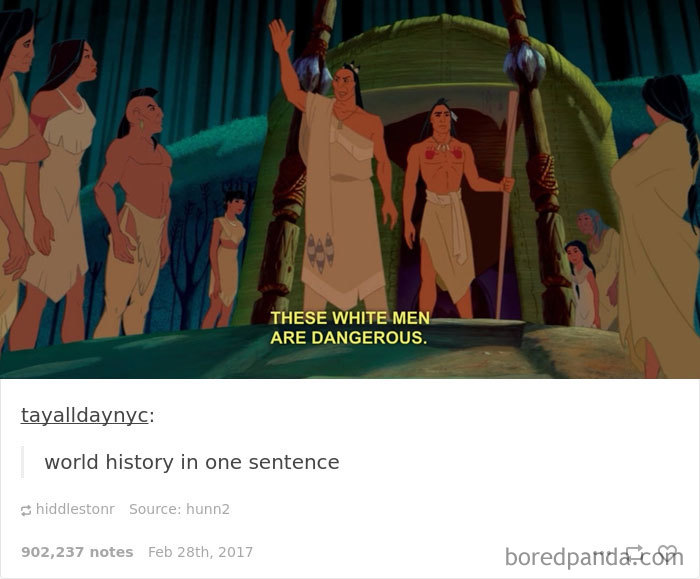 THESE WHITE MEN
ARE DANGEROUS.
tayalldaynyc:
world history in one sentence
hiddlestonr Source: hunn2
902,237 notes Feb 28th, 2017
boredpanda.com